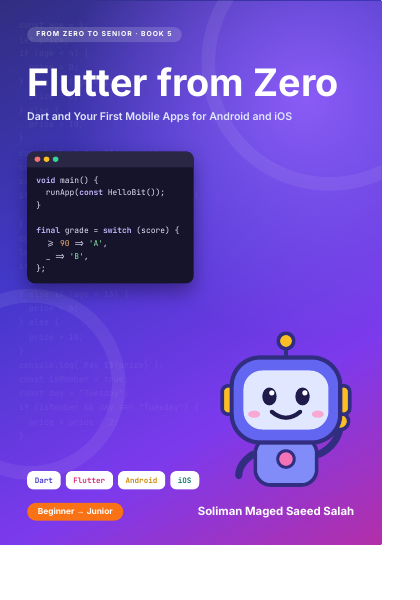 FROM ZERO TO SENIOR · BOOK 5
Flutter from Zero
Dart and Your First Mobile Apps for Android and iOS
void main() {
runApp(const HelloBit());
}
final grade = switch (score) {
≥ 90 ⇒ 'A',
_ ⇒ 'B',
};
Dart
Flutter
Android
iOS
Beginner → Junior
Soliman Maged Saeed Salah